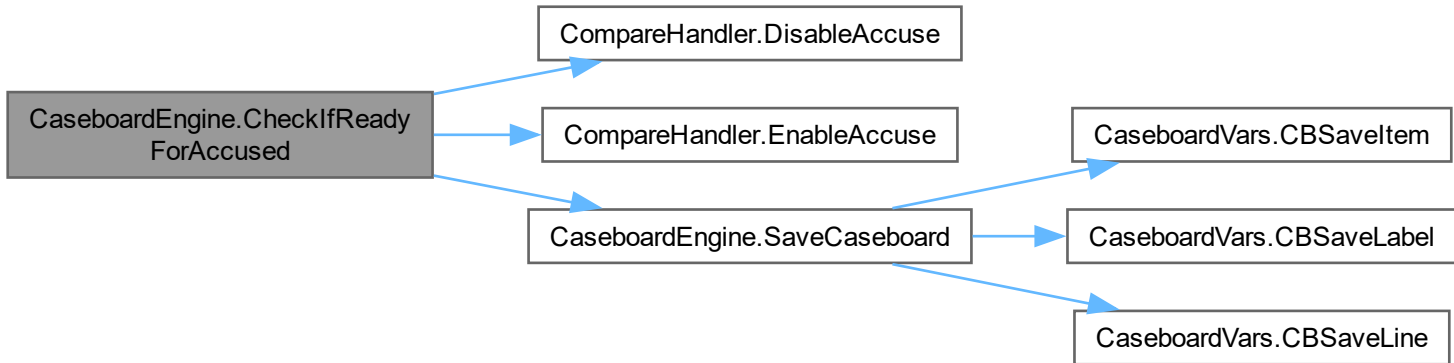 CompareHandler.DisableAccuse
CaseboardEngine.CheckIfReady
ForAccused
CompareHandler.EnableAccuse
CaseboardEngine.SaveCaseboard
CaseboardVars.CBSaveItem
CaseboardVars.CBSaveLabel
CaseboardVars.CBSaveLine